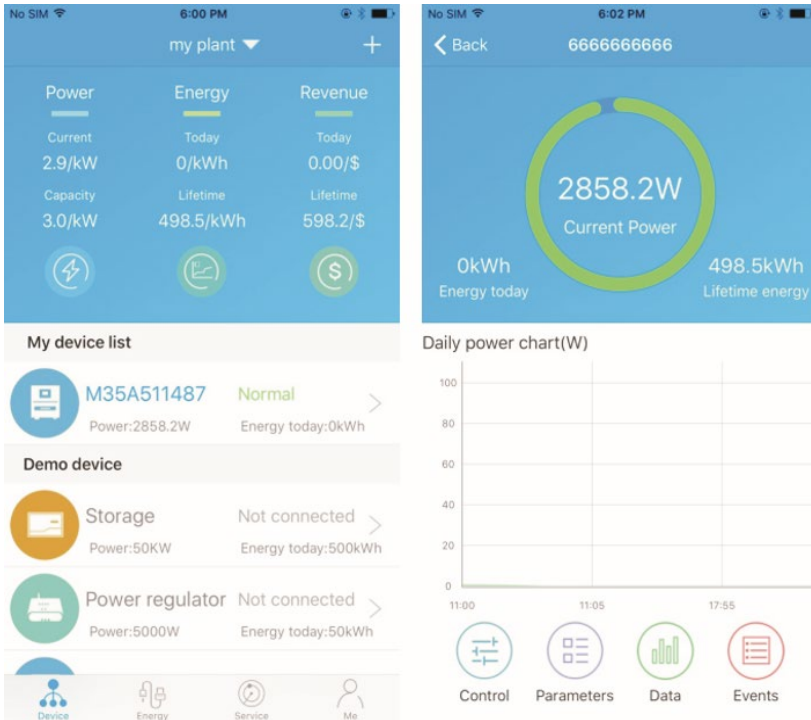 No SIM 6:00 PM
my plant
Power Energy Revenue
Current Today Today
2.9/kW 0/kWh 0.00/$
Capacity Lifetime Lifetime
3.0/kW 498.5/kWh 598.2/$
$
My device list
M35A511487 Normal
Power:2858.2W Energy today:0kWh
Demo device
Storage Not connected
Power:50KW Energy today:500kWh
Power regulator Not connected
Power:5000W Energy today:50kWh
Device Energy Service Me
No SIM 6:02 PM
Back 6666666666
2858.2W
Current Power
0kWh 498.5kWh
Energy today Lifetime energy
Daily power chart(W)
100
80
60
40
20
0
11:00 11:05 17:55
Control Parameters Data Events